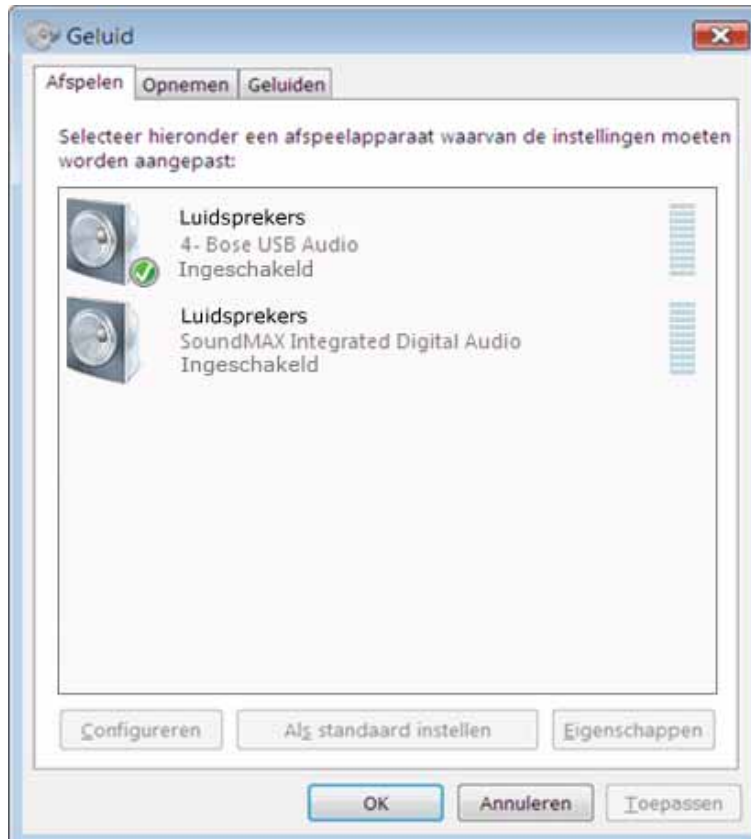 Geluid
Afspelen Opnemen Geluiden
Selecteer hieronder een afspeelapparaat waarvan de instellingen moeten
worden aangepast:
Luidsprekers
4- Bose USB Audio
Ingeschakeld
Luidsprekers
SoundMAX Integrated Digital Audio
Ingeschakeld
Configureren Als standaard instellen Eigenschappen
OK Annuleren Toepassen